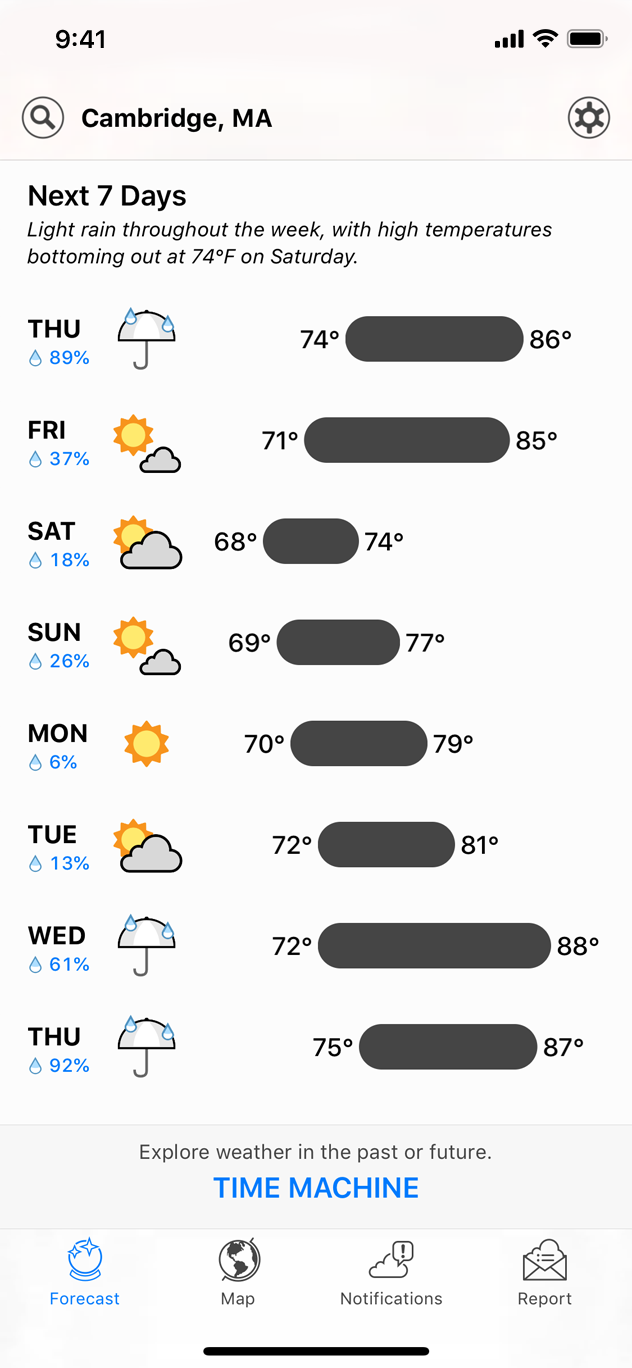 9:41
Cambridge, MA
Next 7 Days
Light rain throughout the week, with high temperatures
bottoming out at 74°F on Saturday.
THU
89%
74° 86°
FRI
37%
71° 85°
SAT
18%
68° 74°
SUN
26%
69° 77°
MON
6%
70° 79°
TUE
13%
72° 81°
WED
61%
72° 88°
THU
92%
75° 87°
Explore weather in the past or future.
TIME MACHINE
Forecast Map Notifications Report